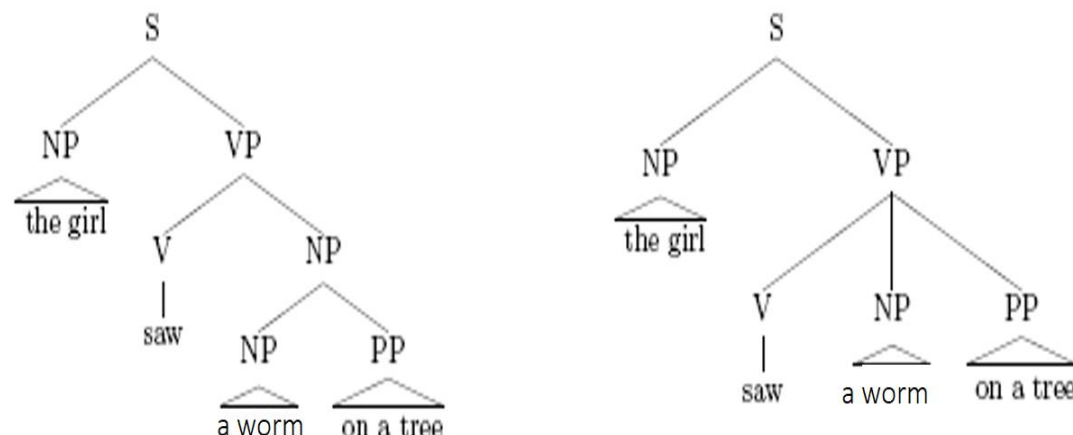 S
NP VP
the girl
V NP
saw
NP PP
a worm on a tree
S
NP VP
the girl
V NP PP
saw a worm on a tree